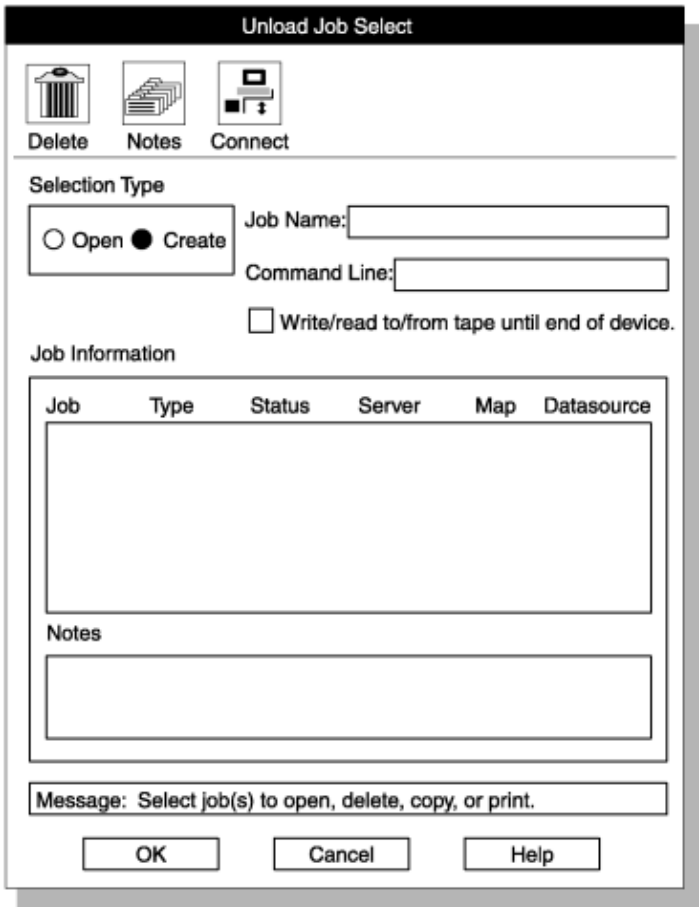 Unload Job Select
Delete Notes Connect
Selection Type
Open Create
Job Name:
Command Line:
Write/read to/from tape until end of device.
Job Information
Job Type Status Server Map Datasource
Notes
Message: Select job(s) to open, delete, copy, or print.
OK Cancel Help